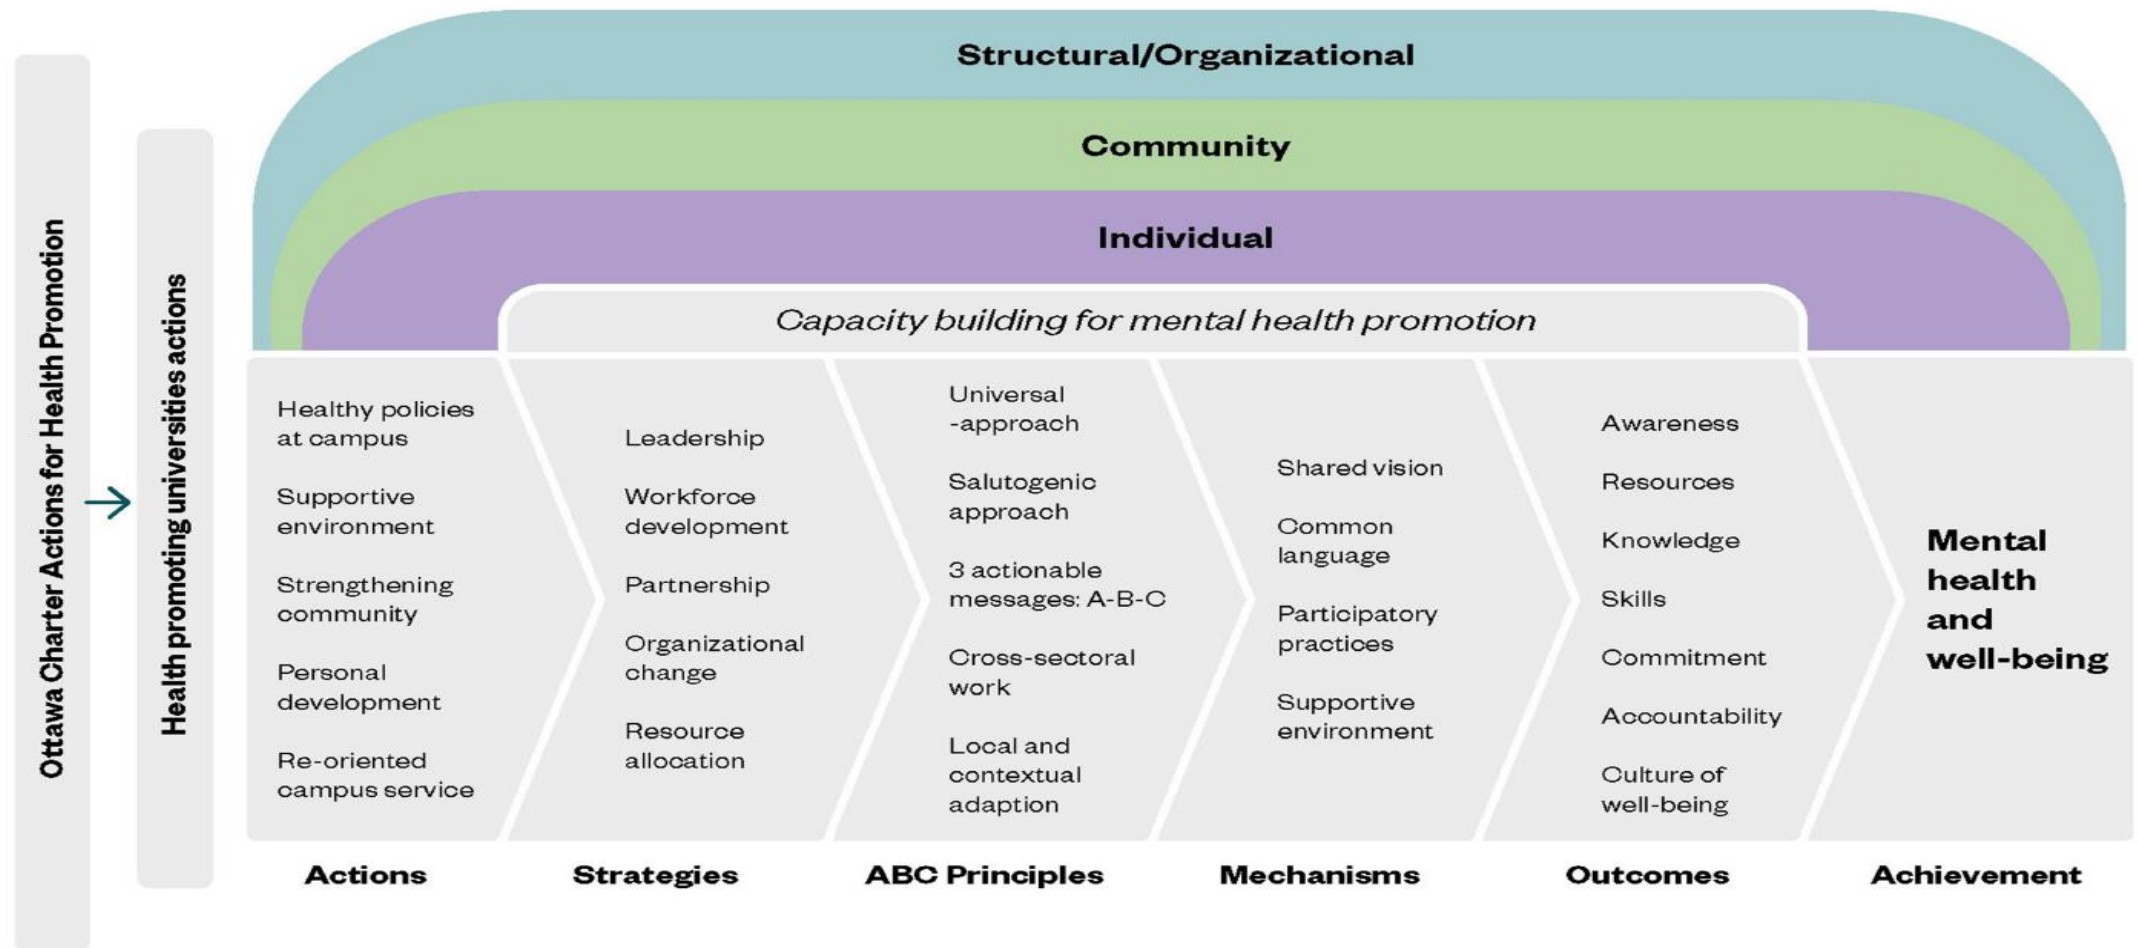 Ottawa Charter Actions for Health Promotion
Health promoting universities actions
Structural/Organizational
Community
Individual
Capacity building for mental health promotion
Healthy policies
at campus
Supportive
environment
Strengthening
community
Personal
development
Re-oriented
campus service
Actions
Leadership
Workforce
development
Partnership
Organizational
change
Resource
allocation
Strategies
Universal
-approach
Salutogenic
approach
3 actionable
messages: A-B-C
Cross-sectoral
work
Local and
contextual
adaption
ABC Principles
Shared vision
Common
language
Participatory
practices
Supportive
environment
Mechanisms
Awareness
Resources
Knowledge
Skills
Commitment
Accountability
Culture of
well-being
Outcomes
Mental
health
and
well-being
Achievement